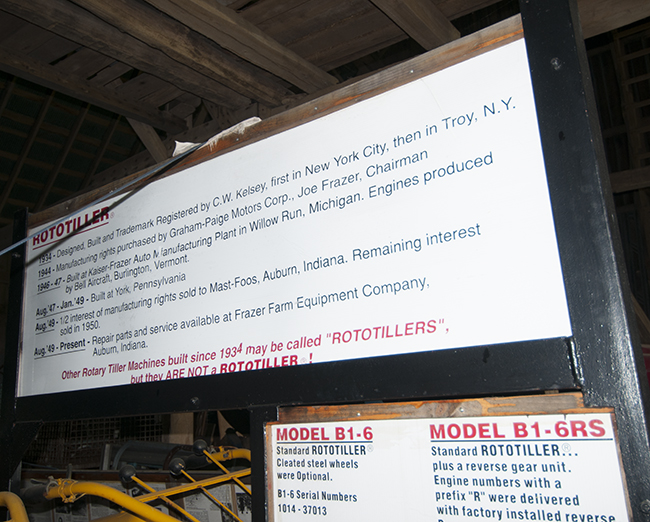 ROTOTILLER®
1934 - Designed, Built and Trademark Registered by C.W. Kelsey, first in New York City, then in Troy, N.Y.
1944 - Manufacturing rights purchased by Graham-Paige Motors Corp., Joe Frazer, Chairman
1946 - 47 - Built at Kaiser-Frazer Auto Manufacturing Plant in Willow Run, Michigan. Engines produced
by Bell Aircraft, Burlington, Vermont.
Aug.'47 - Jan.'49 - Built at York, Pennsylvania
Aug.'49 - 1/2 interest of manufacturing rights sold to Mast-Foos, Auburn, Indiana. Remaining interest
sold in 1950.
Aug.'49 - Present - Repair parts and service available at Frazer Farm Equipment Company,
Auburn, Indiana.
Other Rotary Tiller Machines built since 1934 may be called "ROTOTILLERS",
but they ARE NOT a ROTOTILLER®!
MODEL B1-6
Standard ROTOTILLER®
Cleated steel wheels
were Optional.
B1-6 Serial Numbers
1014 - 37013
MODEL B1-6RS
Standard ROTOTILLER...
plus a reverse gear unit.
Engine numbers with a
prefix "R" were delivered
with factory installed reverse